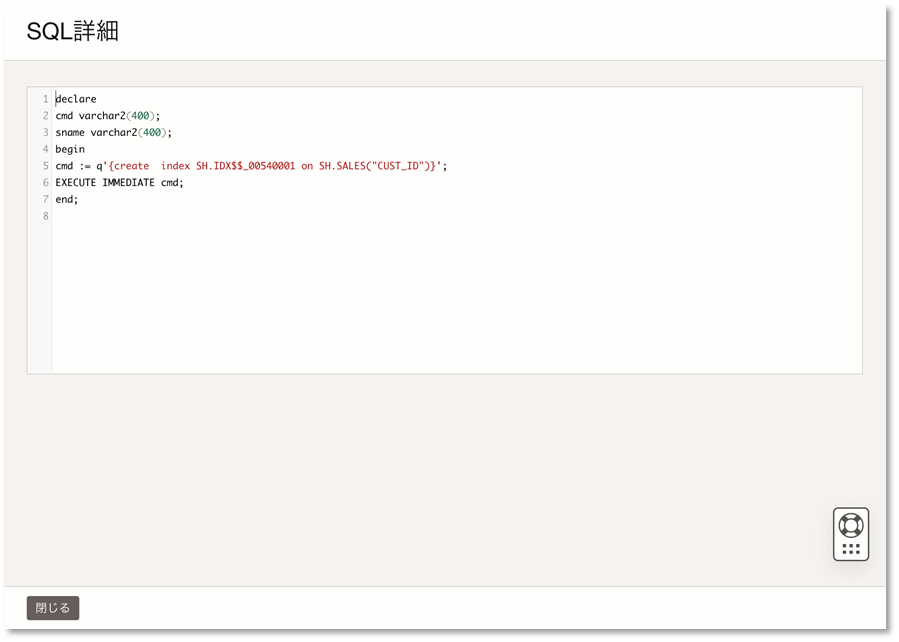 SQL詳細
1 declare
2 cmd varchar2(400);
3 sname varchar2(400);
4 begin
5 cmd := q'{create  index SH.IDX$$_00540001 on SH.SALES("CUST_ID")}';
6 EXECUTE IMMEDIATE cmd;
7 end;
8
閉じる